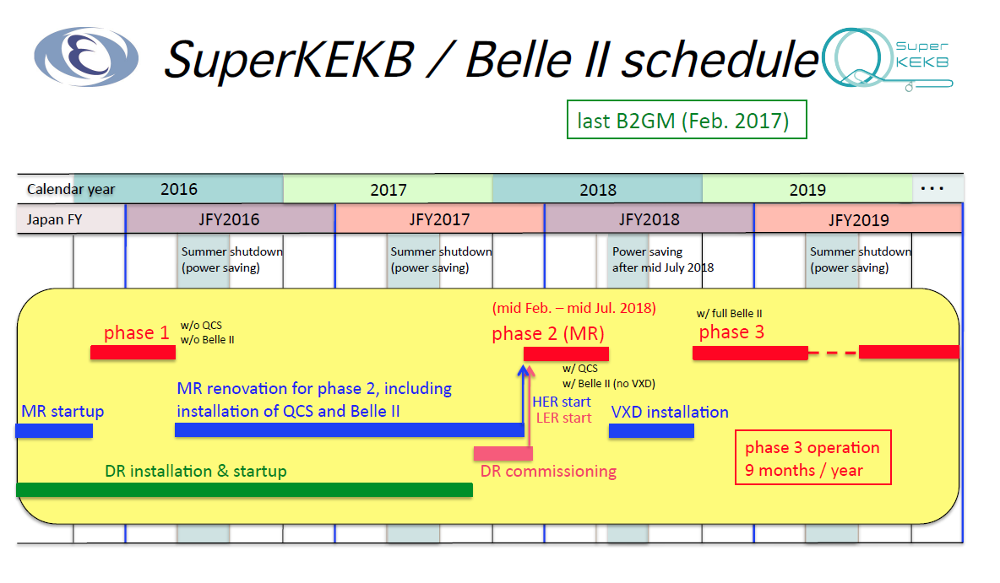 SuperKEKB / Belle II schedule
Super
KEKB
last B2GM (Feb. 2017)
Calendar year 2016 2017 2018 2019 ...
Japan FY JFY2016 JFY2017 JFY2018 JFY2019
Summer shutdown
(power saving)
Summer shutdown
(power saving)
Power saving
after mid July 2018
Summer shutdown
(power saving)
phase 1
w/o QCS
w/o Belle II
(mid Feb. – mid Jul. 2018)
phase 2 (MR)
w/ QCS
w/ Belle II (no VXD)
w/ full Belle II
phase 3
MR startup
MR renovation for phase 2, including
installation of QCS and Belle II
HER start
LER start
VXD installation
DR installation & startup
DR commissioning
phase 3 operation
9 months / year